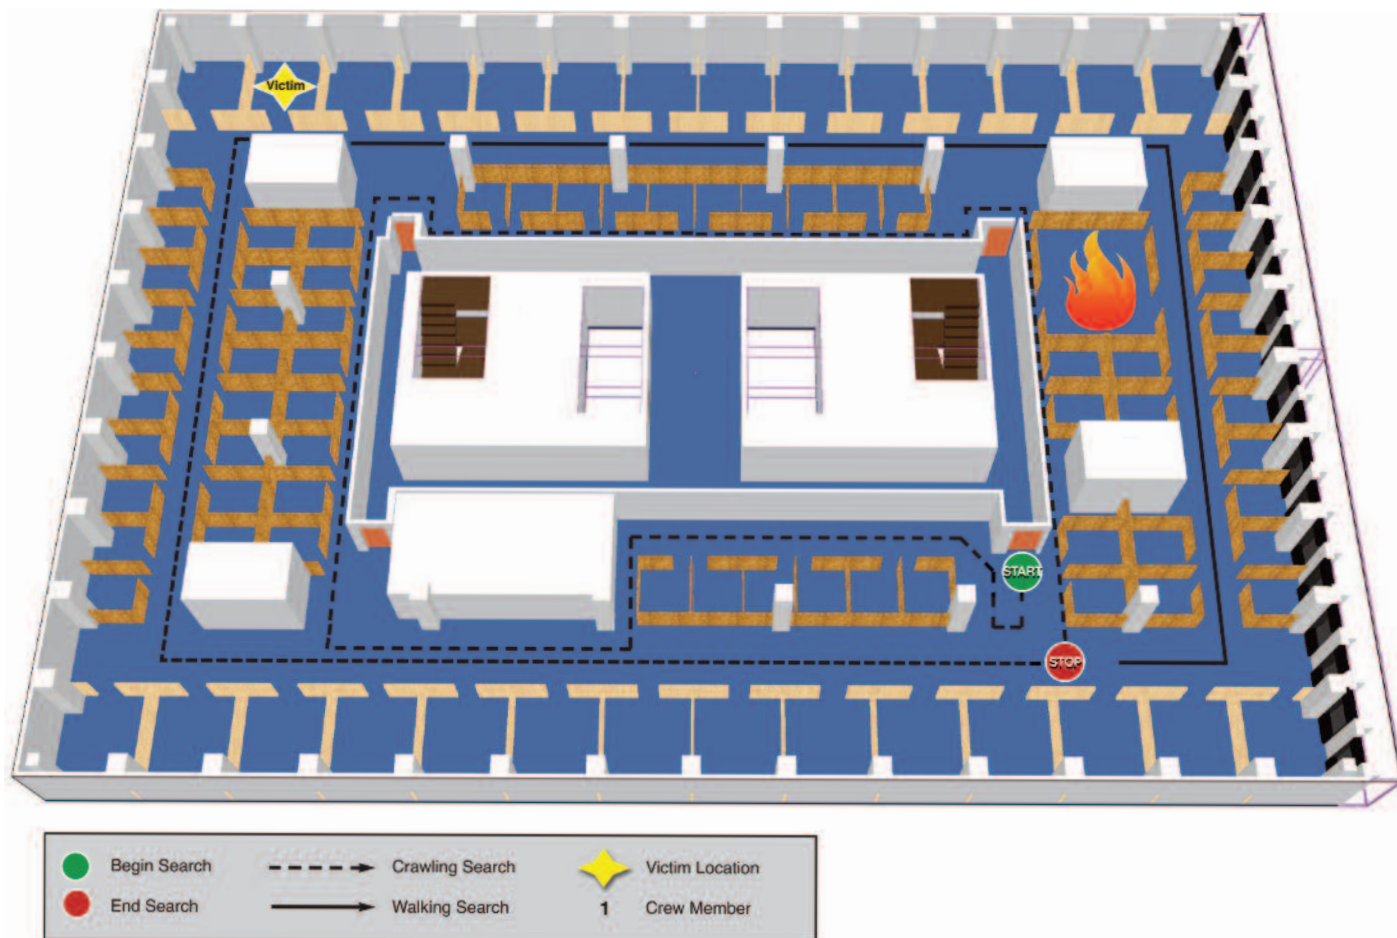 Victim
START
STOP
Begin Search
Crawling Search
Victim Location
End Search
Walking Search
1 Crew Member